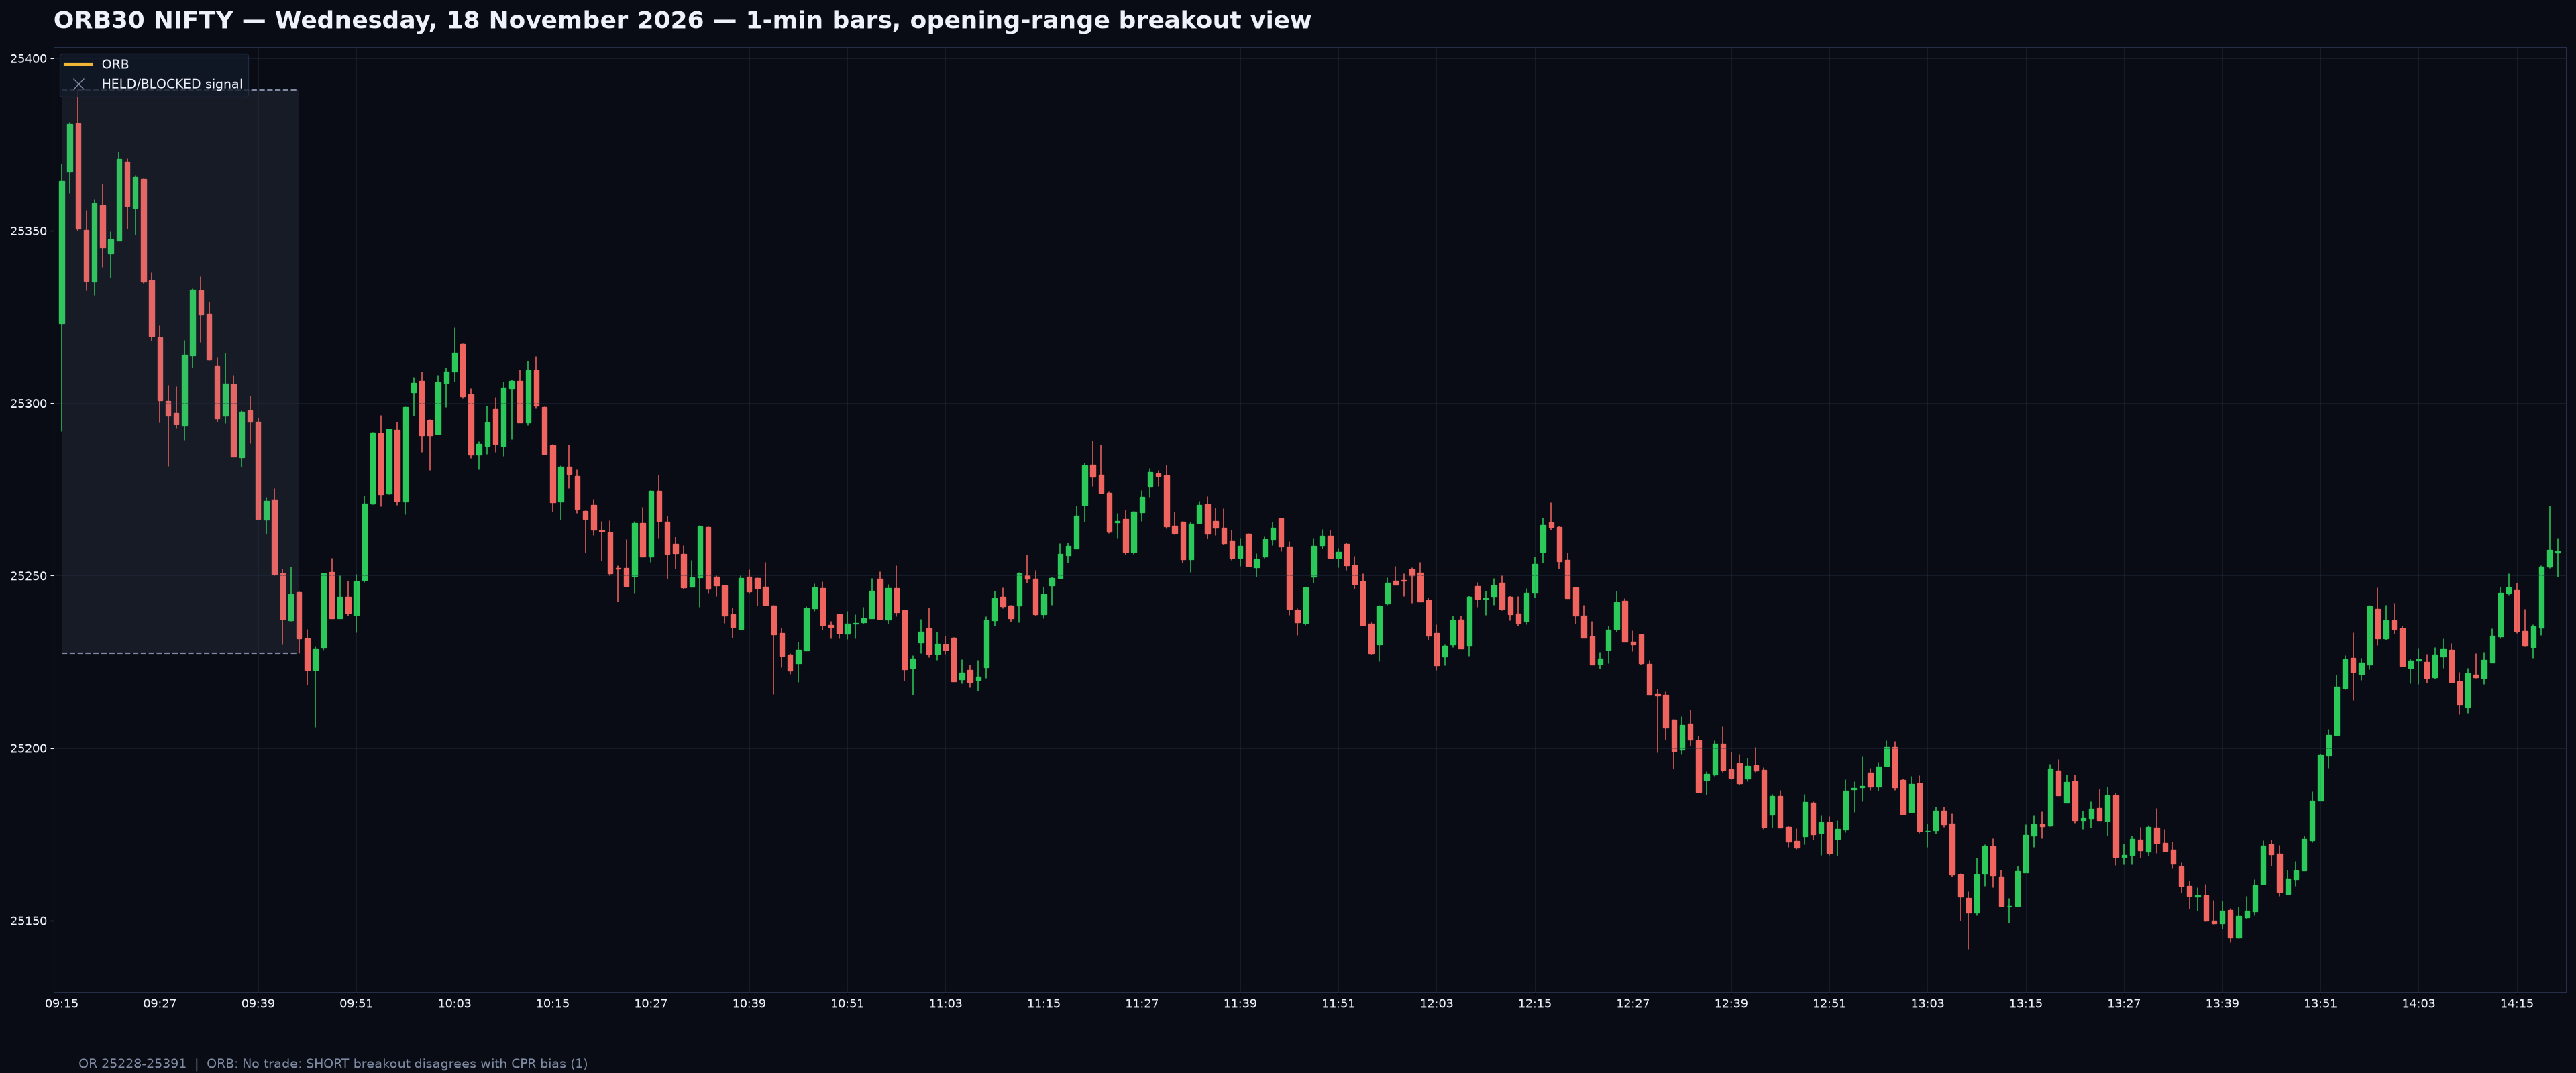 ORB30 NIFTY — Wednesday, 18 November 2026 — 1-min bars, opening-range breakout view
ORB
HELD/BLOCKED signal
25400
25350
25300
25250
25200
25150
09:15 09:27 09:39 09:51 10:03 10:15 10:27 10:39 10:51 11:03 11:15 11:27 11:39 11:51 12:03 12:15 12:27 12:39 12:51 13:03 13:15 13:27 13:39 13:51 14:03 14:15
OR 25228-25391 | ORB: No trade: SHORT breakout disagrees with CPR bias (1)